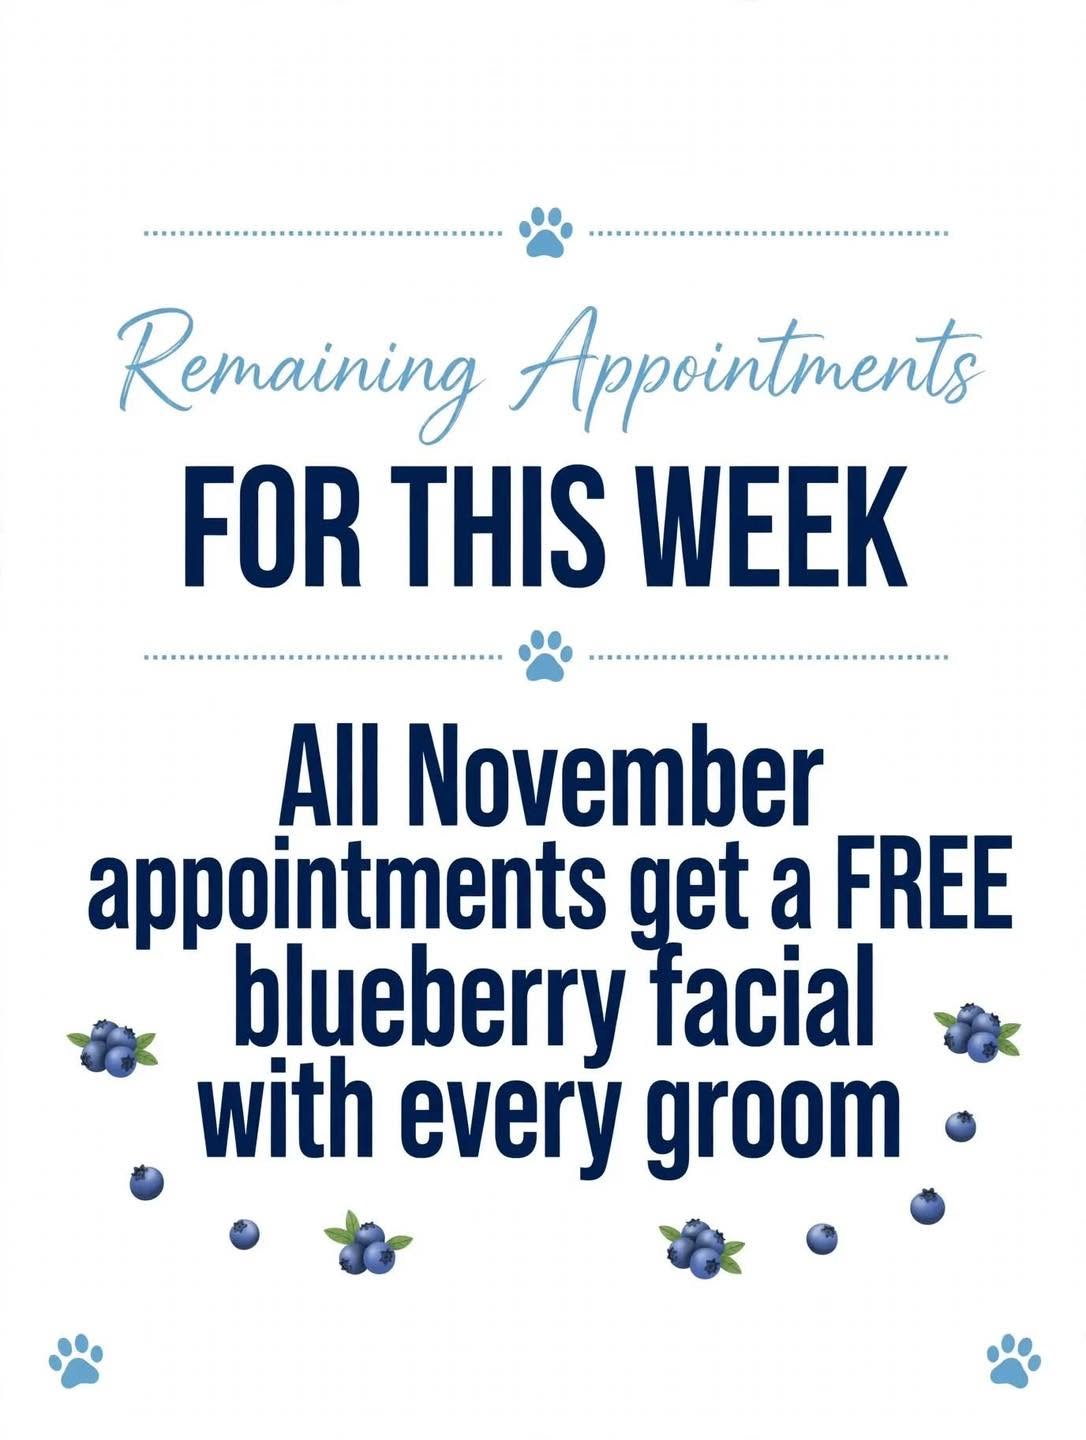 Remaining Appointments
FOR THIS WEEK
All November
appointments get a FREE
blueberry facial
with every groom